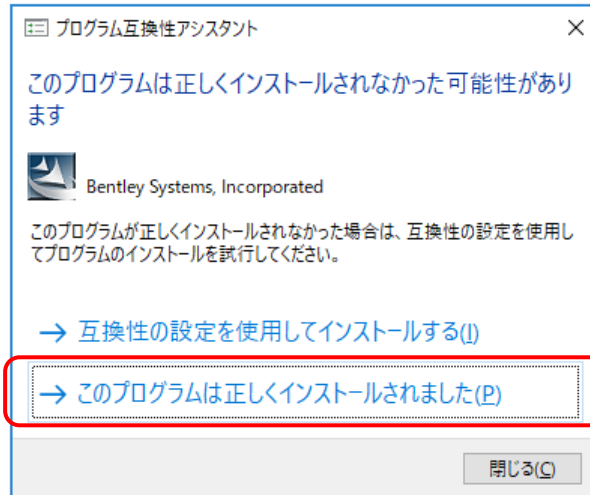 プログラム互換性アシスタント
このプログラムは正しくインストールされなかった可能性があり
ます
Bentley Systems, Incorporated
このプログラムが正しくインストールされなかった場合は、互換性の設定を使用し
てプログラムのインストールを試行してください。
→ 互換性の設定を使用してインストールする(I)
→ このプログラムは正しくインストールされました(P)
閉じる(C)